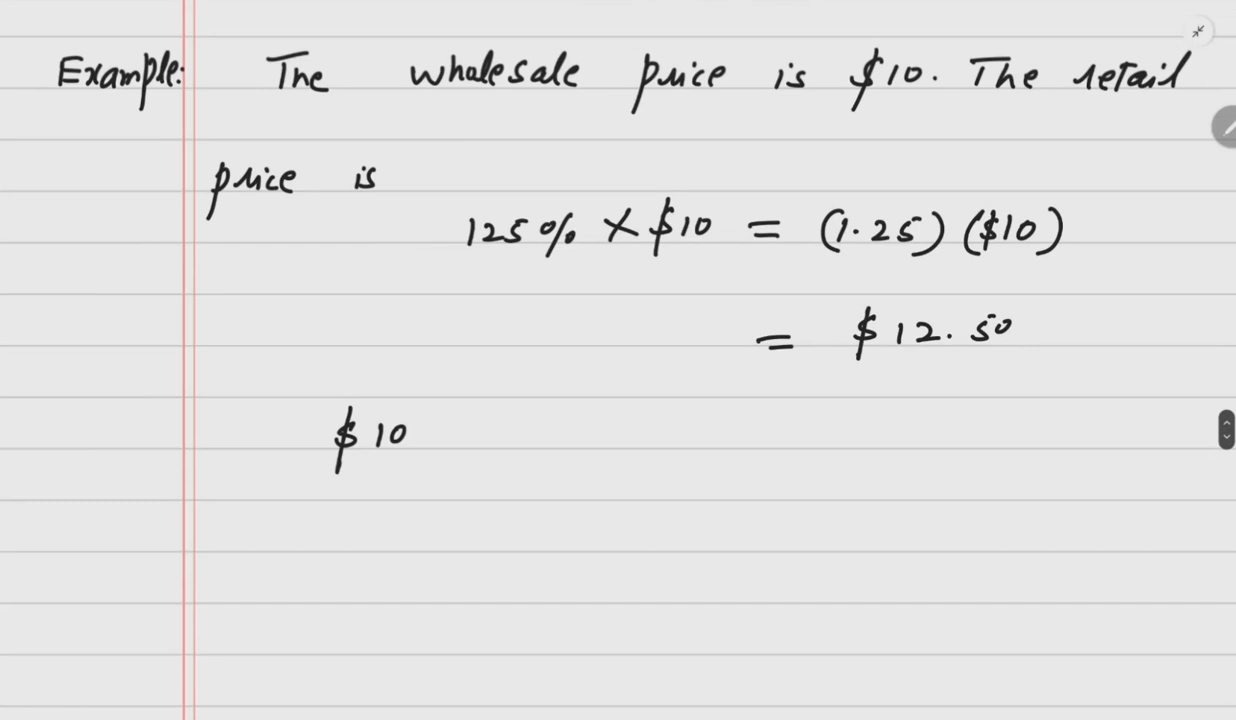 Example: The wholesale price is $10. The retail
price is
125% × $10 = (1.25) ($10)
= $12.50
$10